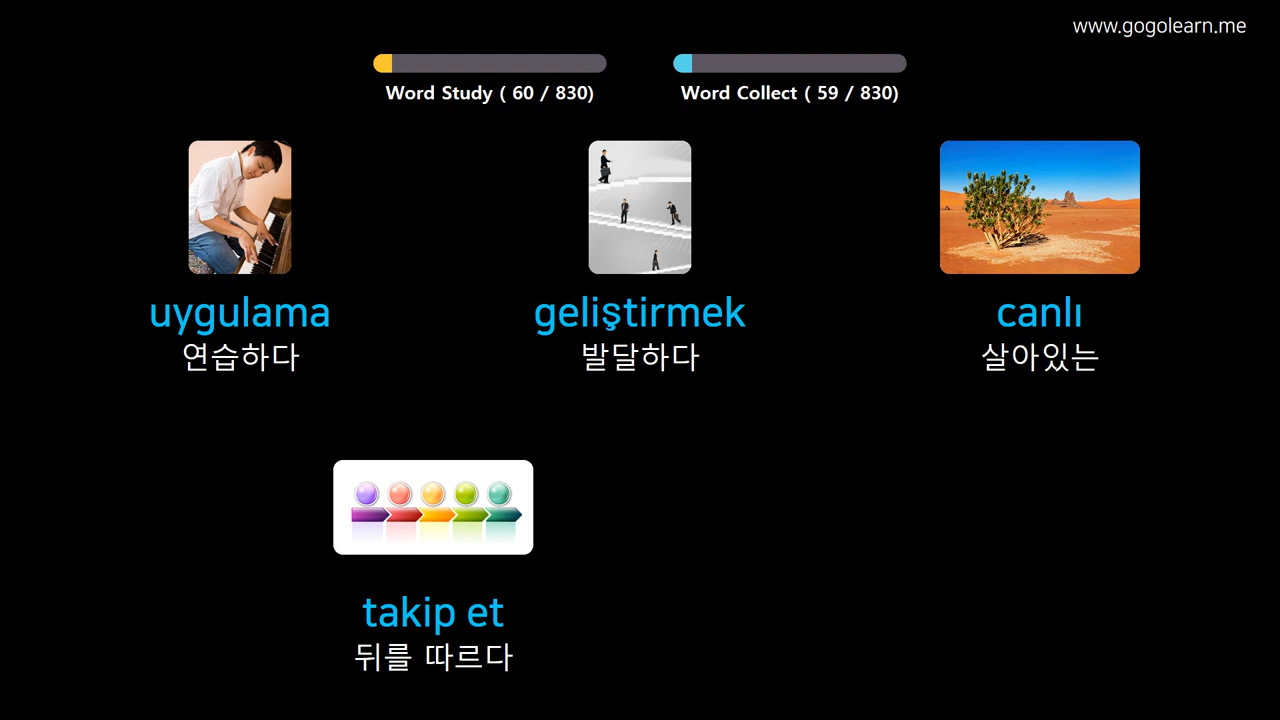 www.gogolearn.me
Word Study ( 60 / 830)
Word Collect ( 59 / 830)
uygulama
연습하다
geliştirmek
발달하다
canlı
살아있는
takip et
뒤를 따르다